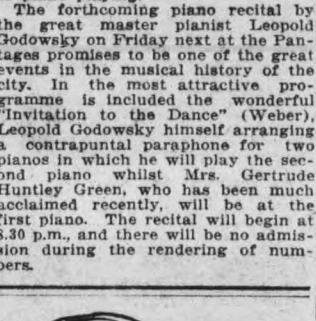 The forthcoming piano recital by
the great master pianist Leopold
Godowsky on Friday next at the Pan-
tages promises to be one of the great
events in the musical history of the
city. In the most attractive pro-
gramme is included the wonderful
"Invitation to the Dance" (Weber),
Leopold Godowsky himself arranging
a contrapuntal paraphone for two
pianos in which he will play the sec-
ond piano whilst Mrs. Gertrude
Huntley Green, who has been much
acclaimed recently, will be at the
first piano. The recital will begin at
8.30 p.m., and there will be no admis-
sion during the rendering of num-
bers.